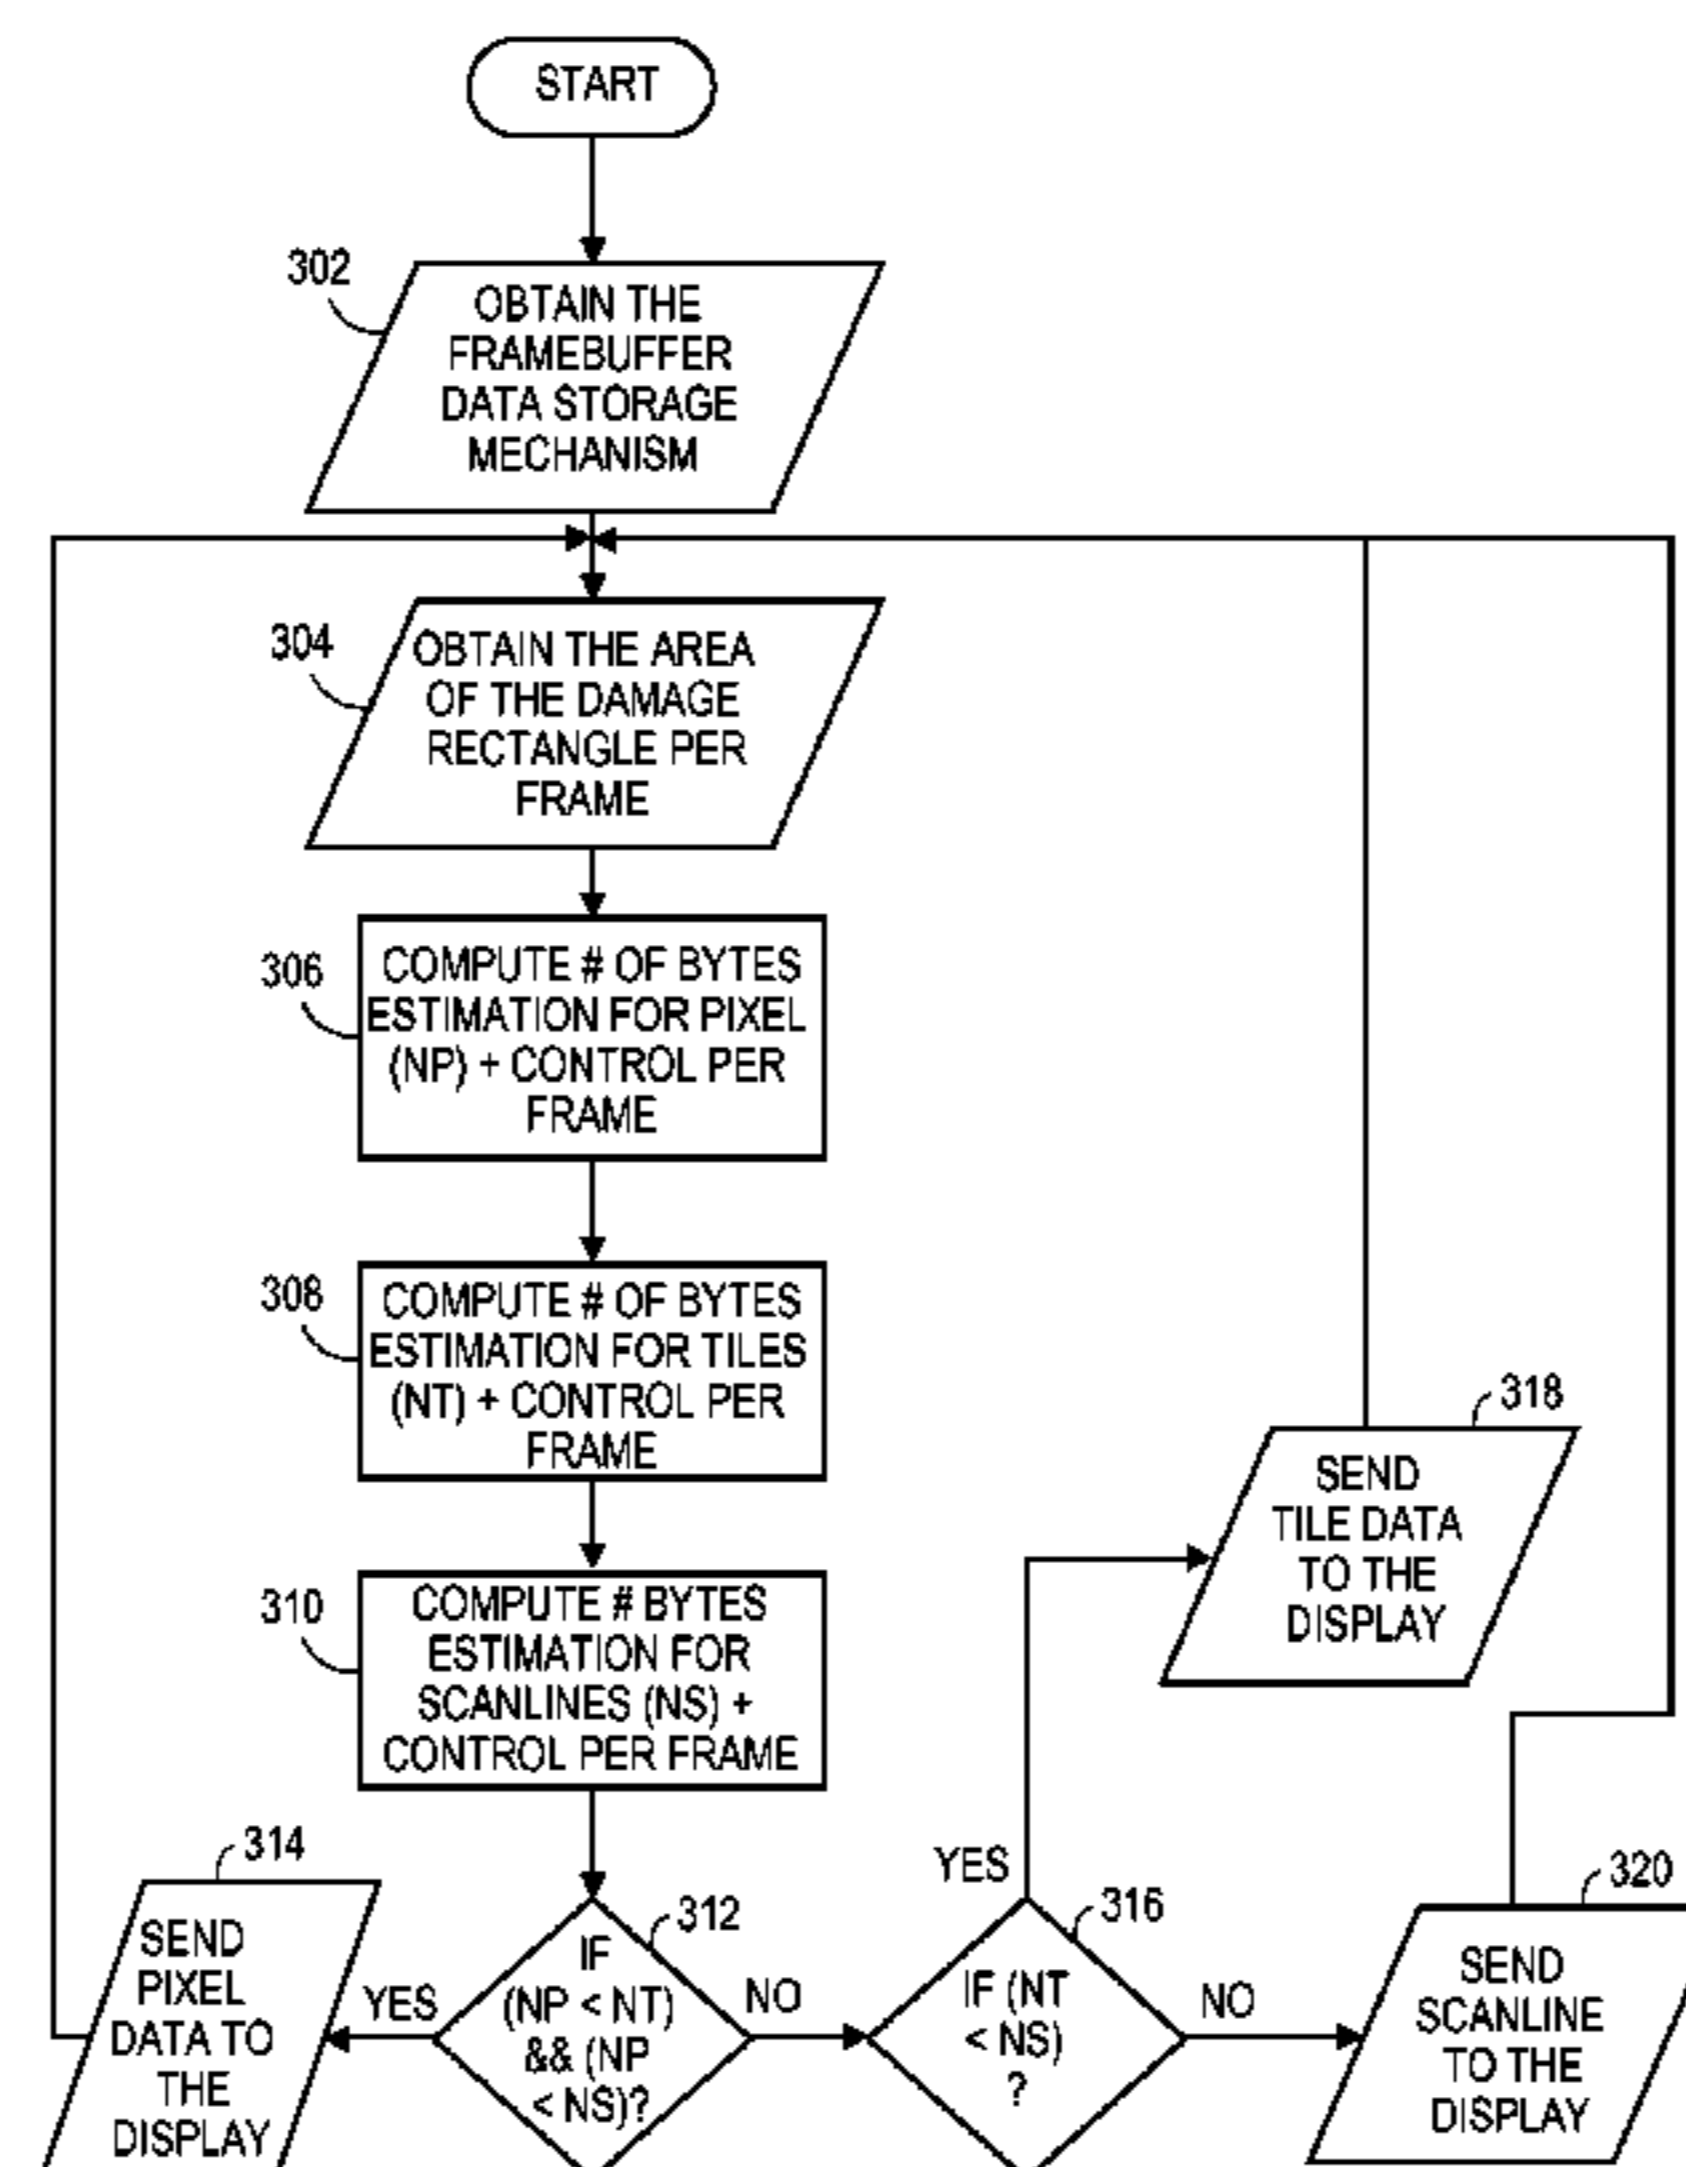 START
302
OBTAIN THE
FRAMEBUFFER
DATA STORAGE
MECHANISM
304
OBTAIN THE AREA
OF THE DAMAGE
RECTANGLE PER
FRAME
306
COMPUTE # OF BYTES
ESTIMATION FOR PIXEL
(NP) + CONTROL PER
FRAME
308
COMPUTE # OF BYTES
ESTIMATION FOR TILES
(NT) + CONTROL PER
FRAME
310
COMPUTE # BYTES
ESTIMATION FOR
SCANLINES (NS) +
CONTROL PER FRAME
312
IF
(NP < NT)
&& (NP
< NS)?
YES
314
SEND
PIXEL
DATA TO
THE
DISPLAY
NO
316
IF (NT
< NS)
?
YES
318
SEND
TILE DATA
TO THE
DISPLAY
NO
320
SEND
SCANLINE
TO THE
DISPLAY